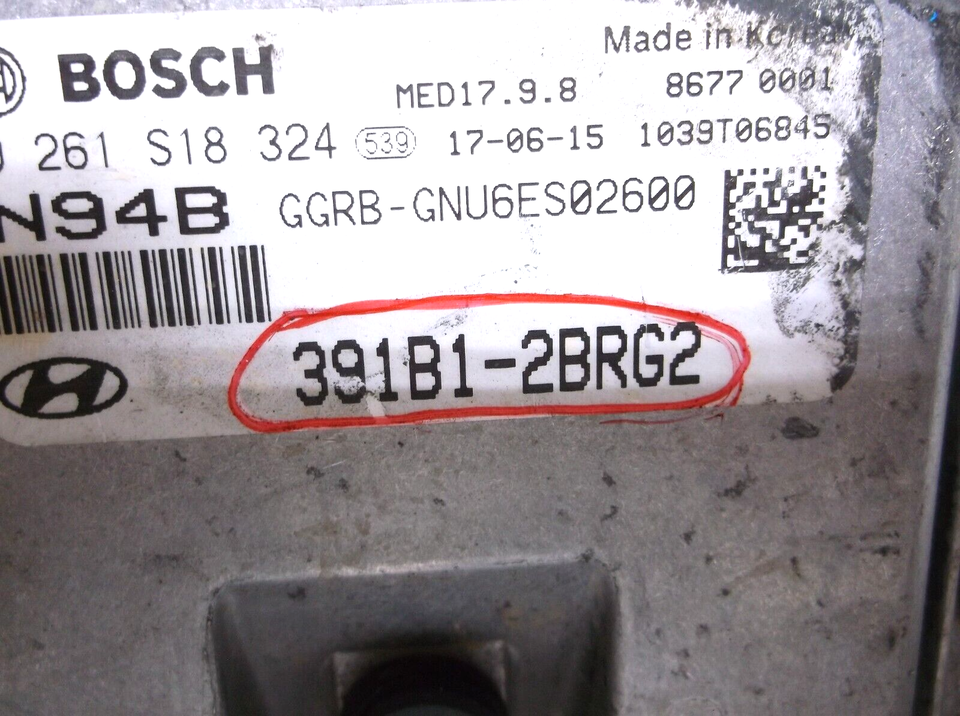 Made in Korea
BOSCH
MED17.9.8
8677 0001
261 S18 324 539 17-06-15 1039T06845
N94B GGRB-GNU6ES02600
391B1-2BRG2